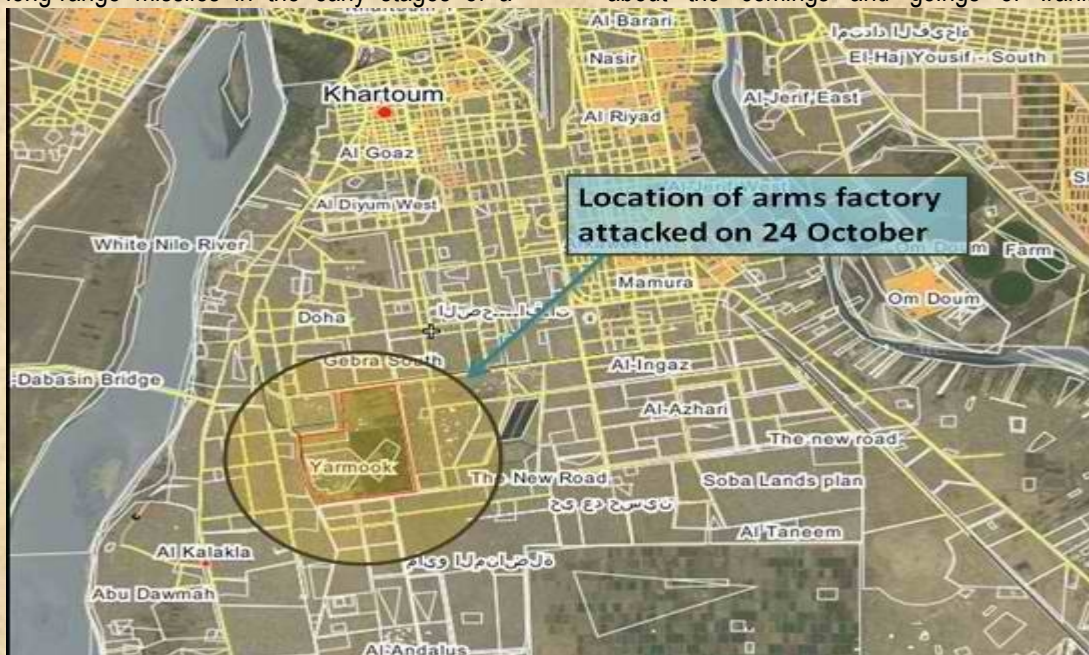 long-range missiles in the early stages of a
about the comings and goings of
Khartoum
Al Barari
Nasir
El-Haj Yousif - South
Khartoum
Al-Jerif East
Al Riyad
Al Goaz
Location of arms factory
attacked on 24 October
Al Diyum West
White Nile River
Farm
Mamura
Om Doum
Doha
Gebra South
Al-Ingaz
-Dabasin Bridge
Al-Azhari
The new road
Yarmook
The New Road
Soba Lands plan
Al Taneem
Al Kalakla
Abu Dawmah
Al-Andalus